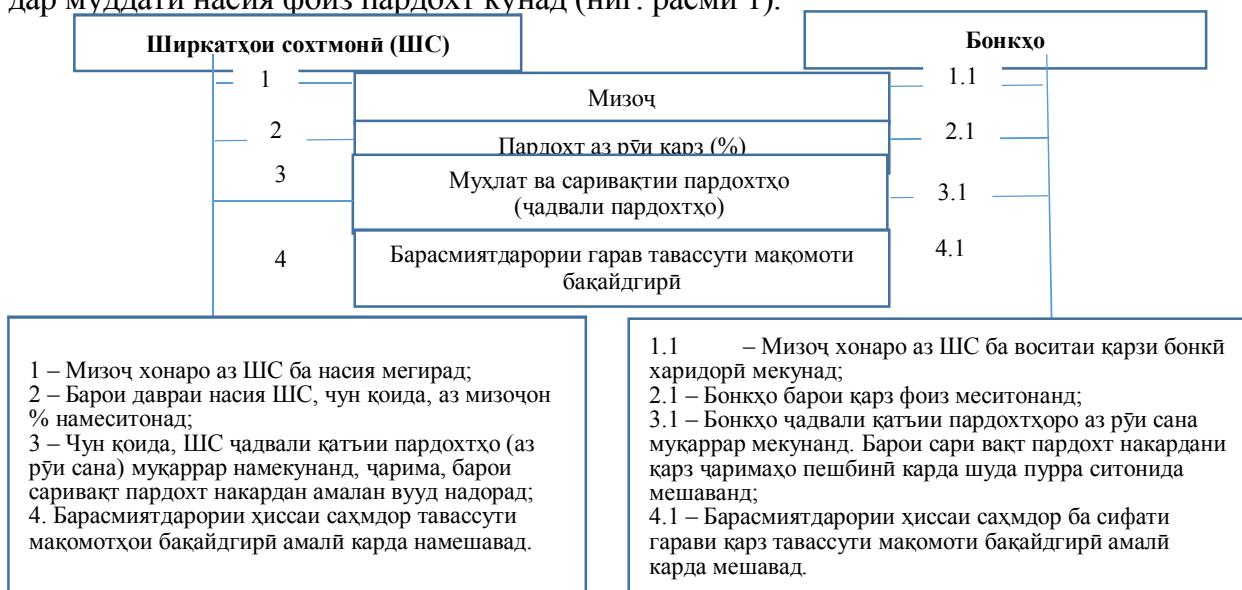 дар муддати насия фоиз пардохт кунад (ниг. расми 1).
Ширкатҳои сохтмонӣ (ШС)
Бонкҳо
1
Мизоҷ
1.1
2
Пардохт аз рӯи қарз (%)
2.1
3
Муҳлат ва саривақтии пардохтҳо
(ҷадвали пардохтҳо)
3.1
4
Барасмиятдарории гарав тавассути мақомоти
бақайдгирӣ
4.1
1 – Мизоҷ хонаро аз ШС ба насия мегирад;
2 – Барои давраи насия ШС, чун қоида, аз мизоҷон
% намеситонад;
3 – Чун қоида, ШС ҷадвали қатъии пардохтҳо (аз
рӯи сана) муқаррар намекунанд, ҷарима, барои
саривақт пардохт накардан амалан вууд надорад;
4. Барасмиятдарории ҳиссаи саҳмдор тавассути
мақомотҳои бақайдгирӣ амалӣ карда намешавад.
1.1 – Мизоҷ хонаро аз ШС ба воситаи қарзи бонкӣ
харидорӣ мекунад;
2.1 – Бонкҳо барои қарз фоиз меситонанд;
3.1 – Бонкҳо ҷадвали қатъии пардохтҳоро аз рӯи сана
муқаррар мекунанд. Барои сари вақт пардохт накардани
қарз ҷаримаҳо пешбинӣ карда шуда пурра ситонида
мешаванд;
4.1 – Барасмиятдарории ҳиссаи саҳмдор ба сифати
гарави қарз тавассути мақомоти бақайдгирӣ амалӣ
карда мешавад.